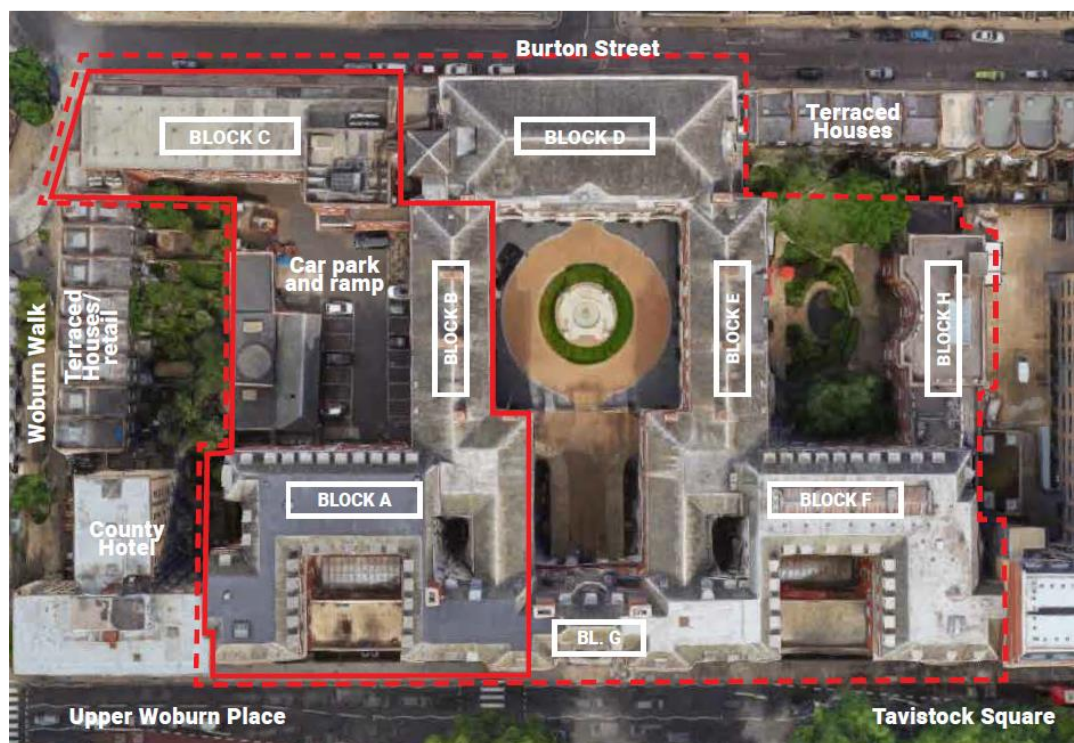 Burton Street
BLOCK C
BLOCK D
Terraced
Houses
Car park
and ramp
BLOCK B
BLOCK E
BLOCK H
Woburn Walk
Terraced
Houses/
retail
BLOCK A
BLOCK F
County
Hotel
BL. G
Upper Woburn Place
Tavistock Square